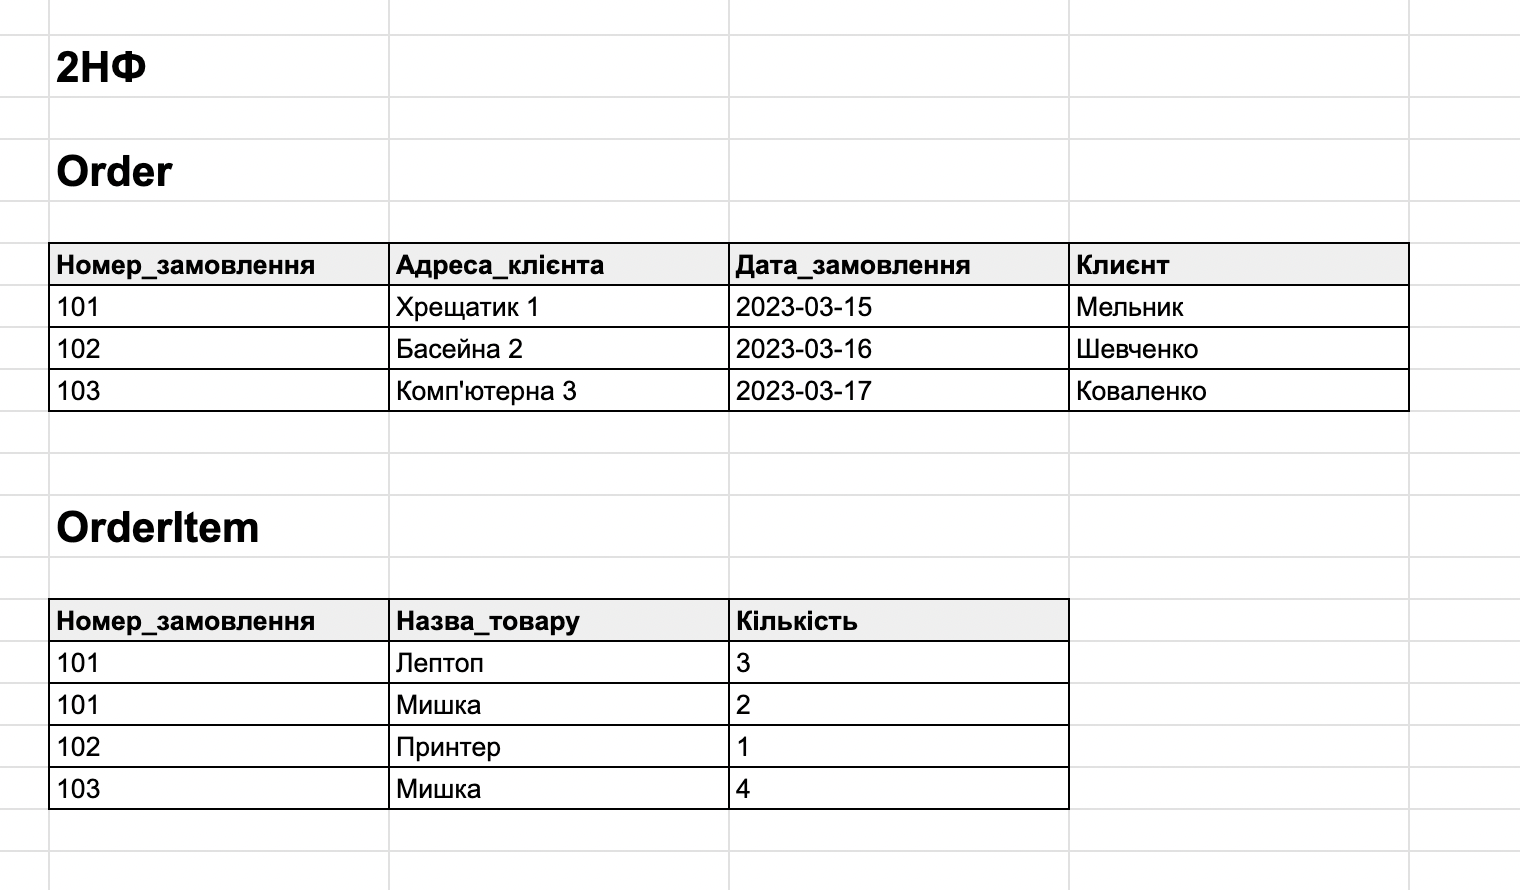 2НФ
Order
Номер_замовлення Адреса_клієнта Дата_замовлення Клиєнт
101 Хрещатик 1 2023-03-15 Мельник
102 Басейна 2 2023-03-16 Шевченко
103 Комп'ютерна 3 2023-03-17 Коваленко
OrderItem
Номер_замовлення Назва_товару Кількість
101 Лептоп 3
101 Мишка 2
102 Принтер 1
103 Мишка 4